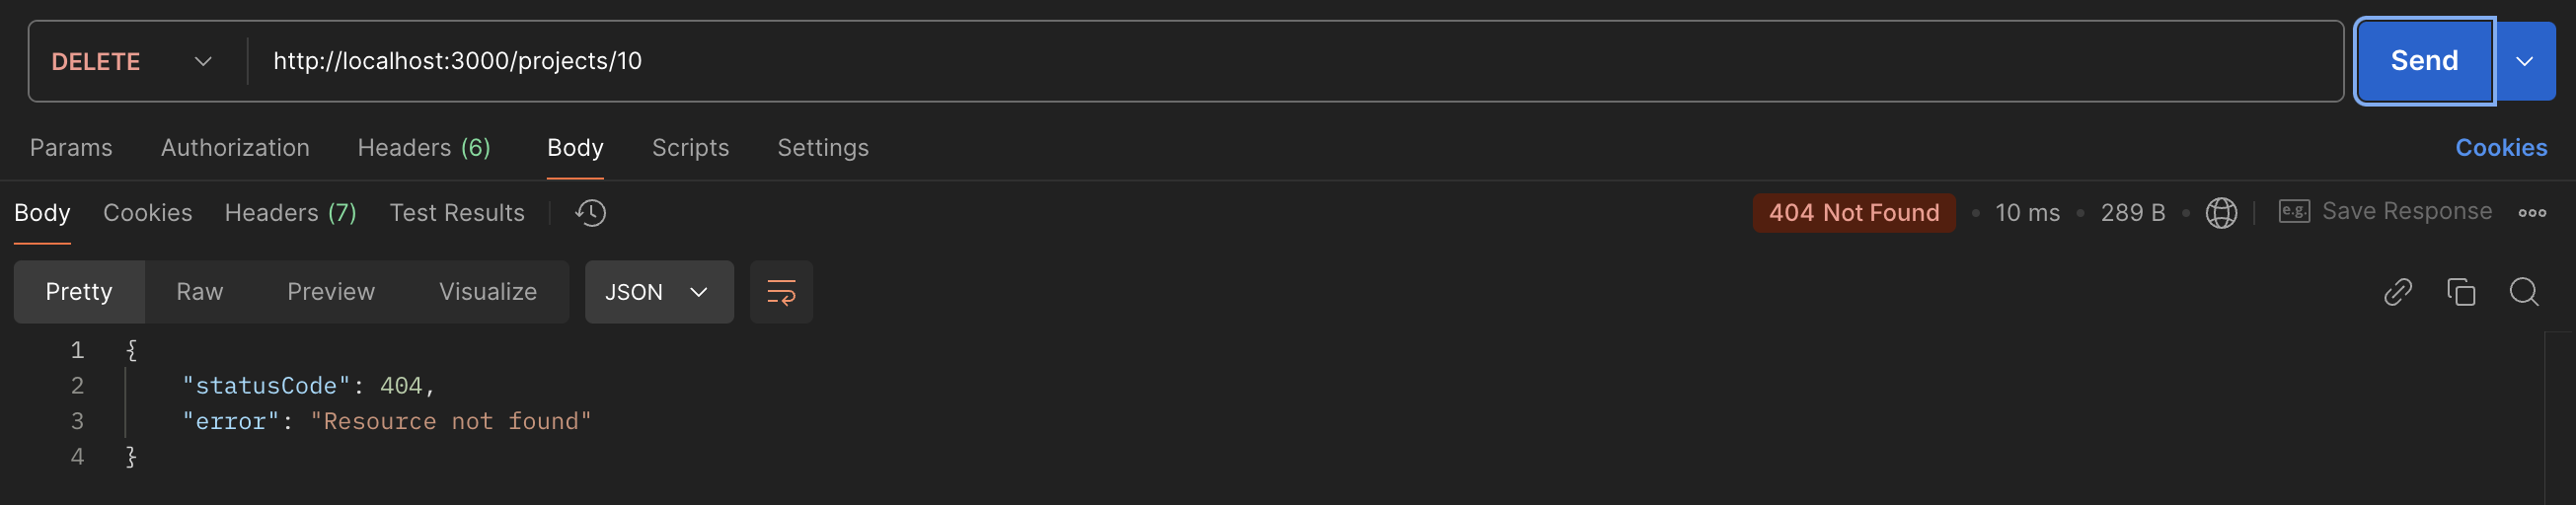 DELETE http://localhost:3000/projects/10 Send
Params Authorization Headers (6) Body Scripts Settings Cookies
Body Cookies Headers (7) Test Results 404 Not Found • 10 ms • 289 B • e.g. Save Response
Pretty Raw Preview Visualize JSON
1 {
2 "statusCode": 404,
3 "error": "Resource not found"
4 }